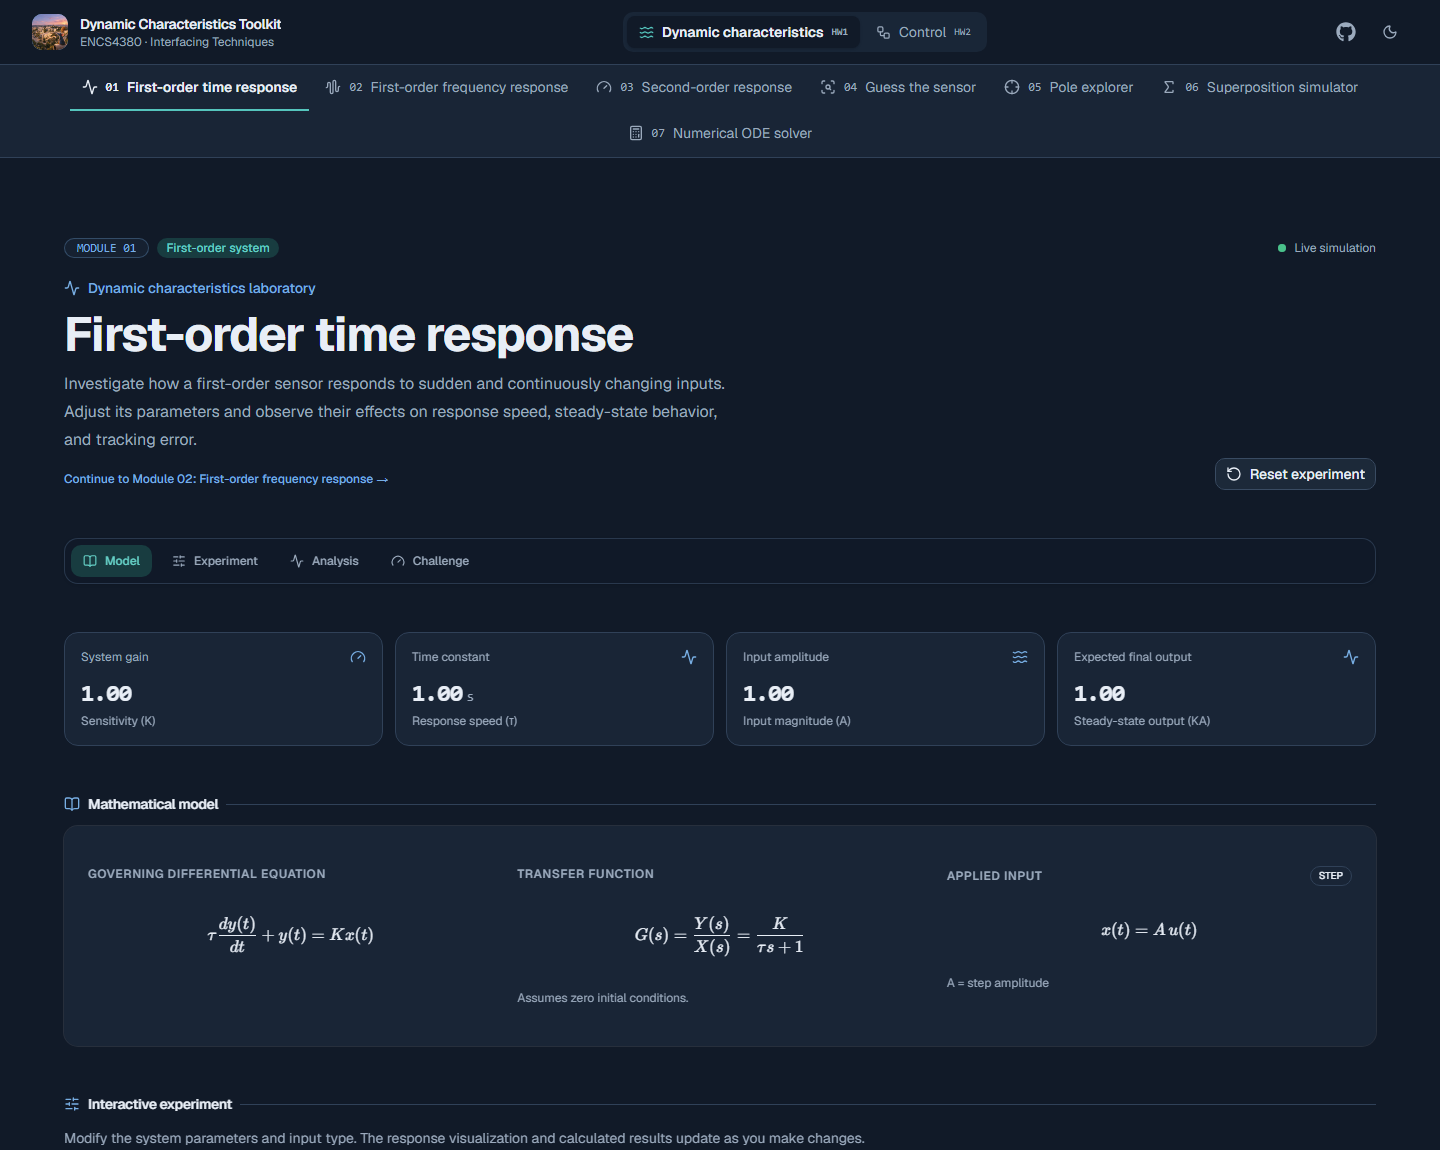 Dynamic Characteristics Toolkit
ENCS4380 · Interfacing Techniques
Dynamic characteristics HW1
Control HW2
01 First-order time response
02 First-order frequency response
03 Second-order response
04 Guess the sensor
05 Pole explorer
06 Superposition simulator
07 Numerical ODE solver
MODULE 01
First-order system
Live simulation
Dynamic characteristics laboratory
First-order time response
Investigate how a first-order sensor responds to sudden and continuously changing inputs.
Adjust its parameters and observe their effects on response speed, steady-state behavior,
and tracking error.
Continue to Module 02: First-order frequency response →
Reset experiment
Model
Experiment
Analysis
Challenge
System gain
1.00
Sensitivity (K)
Time constant
1.00 s
Response speed (τ)
Input amplitude
1.00
Input magnitude (A)
Expected final output
1.00
Steady-state output (KA)
Mathematical model
GOVERNING DIFFERENTIAL EQUATION
τ dy(t)/dt + y(t) = Kx(t)
TRANSFER FUNCTION
G(s) = Y(s)/X(s) = K/(τs + 1)
Assumes zero initial conditions.
APPLIED INPUT
STEP
x(t) = A u(t)
A = step amplitude
Interactive experiment
Modify the system parameters and input type. The response visualization and calculated results update as you make changes.